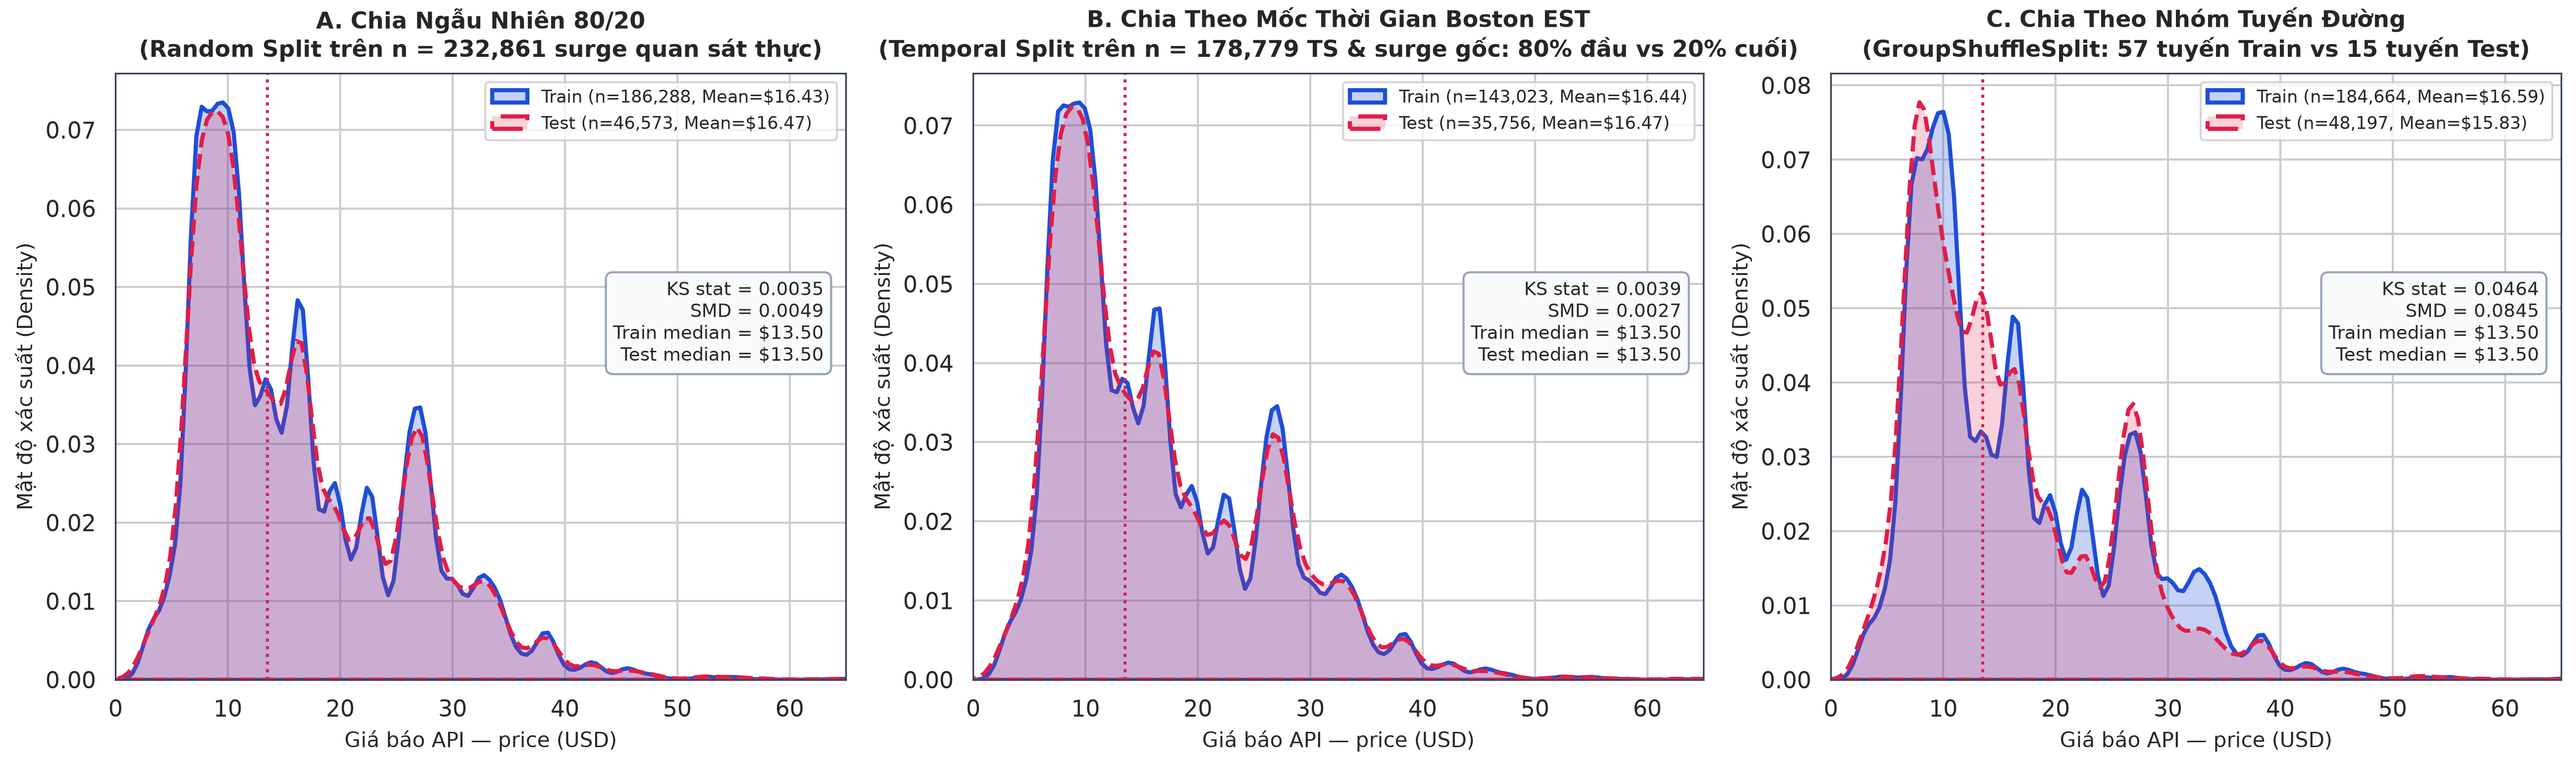 A. Chia Ngẫu Nhiên 80/20
(Random Split trên n = 232,861 surge quan sát thực)
Train (n=186,288, Mean=$16.43)
Test (n=46,573, Mean=$16.47)
KS stat = 0.0035
SMD = 0.0049
Train median = $13.50
Test median = $13.50
Mật độ xác suất (Density)
0.07
0.06
0.05
0.04
0.03
0.02
0.01
0.00
0 10 20 30 40 50 60
Giá báo API — price (USD)
B. Chia Theo Mốc Thời Gian Boston EST
(Temporal Split trên n = 178,779 TS & surge gốc: 80% đầu vs 20% cuối)
Train (n=143,023, Mean=$16.44)
Test (n=35,756, Mean=$16.47)
KS stat = 0.0039
SMD = 0.0027
Train median = $13.50
Test median = $13.50
Mật độ xác suất (Density)
0.07
0.06
0.05
0.04
0.03
0.02
0.01
0.00
0 10 20 30 40 50 60
Giá báo API — price (USD)
C. Chia Theo Nhóm Tuyến Đường
(GroupShuffleSplit: 57 tuyến Train vs 15 tuyến Test)
Train (n=184,664, Mean=$16.59)
Test (n=48,197, Mean=$15.83)
KS stat = 0.0464
SMD = 0.0845
Train median = $13.50
Test median = $13.50
Mật độ xác suất (Density)
0.08
0.07
0.06
0.05
0.04
0.03
0.02
0.01
0.00
0 10 20 30 40 50 60
Giá báo API — price (USD)